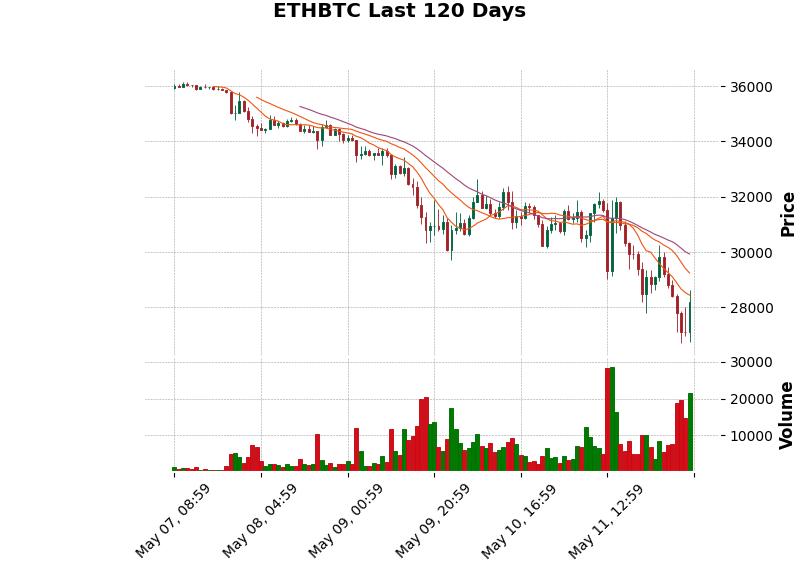 ETHBTC Last 120 Days
36000
34000
32000
30000
28000
Price
30000
20000
10000
Volume
May 07, 08:59
May 08, 04:59
May 09, 00:59
May 09, 20:59
May 10, 16:59
May 11, 12:59